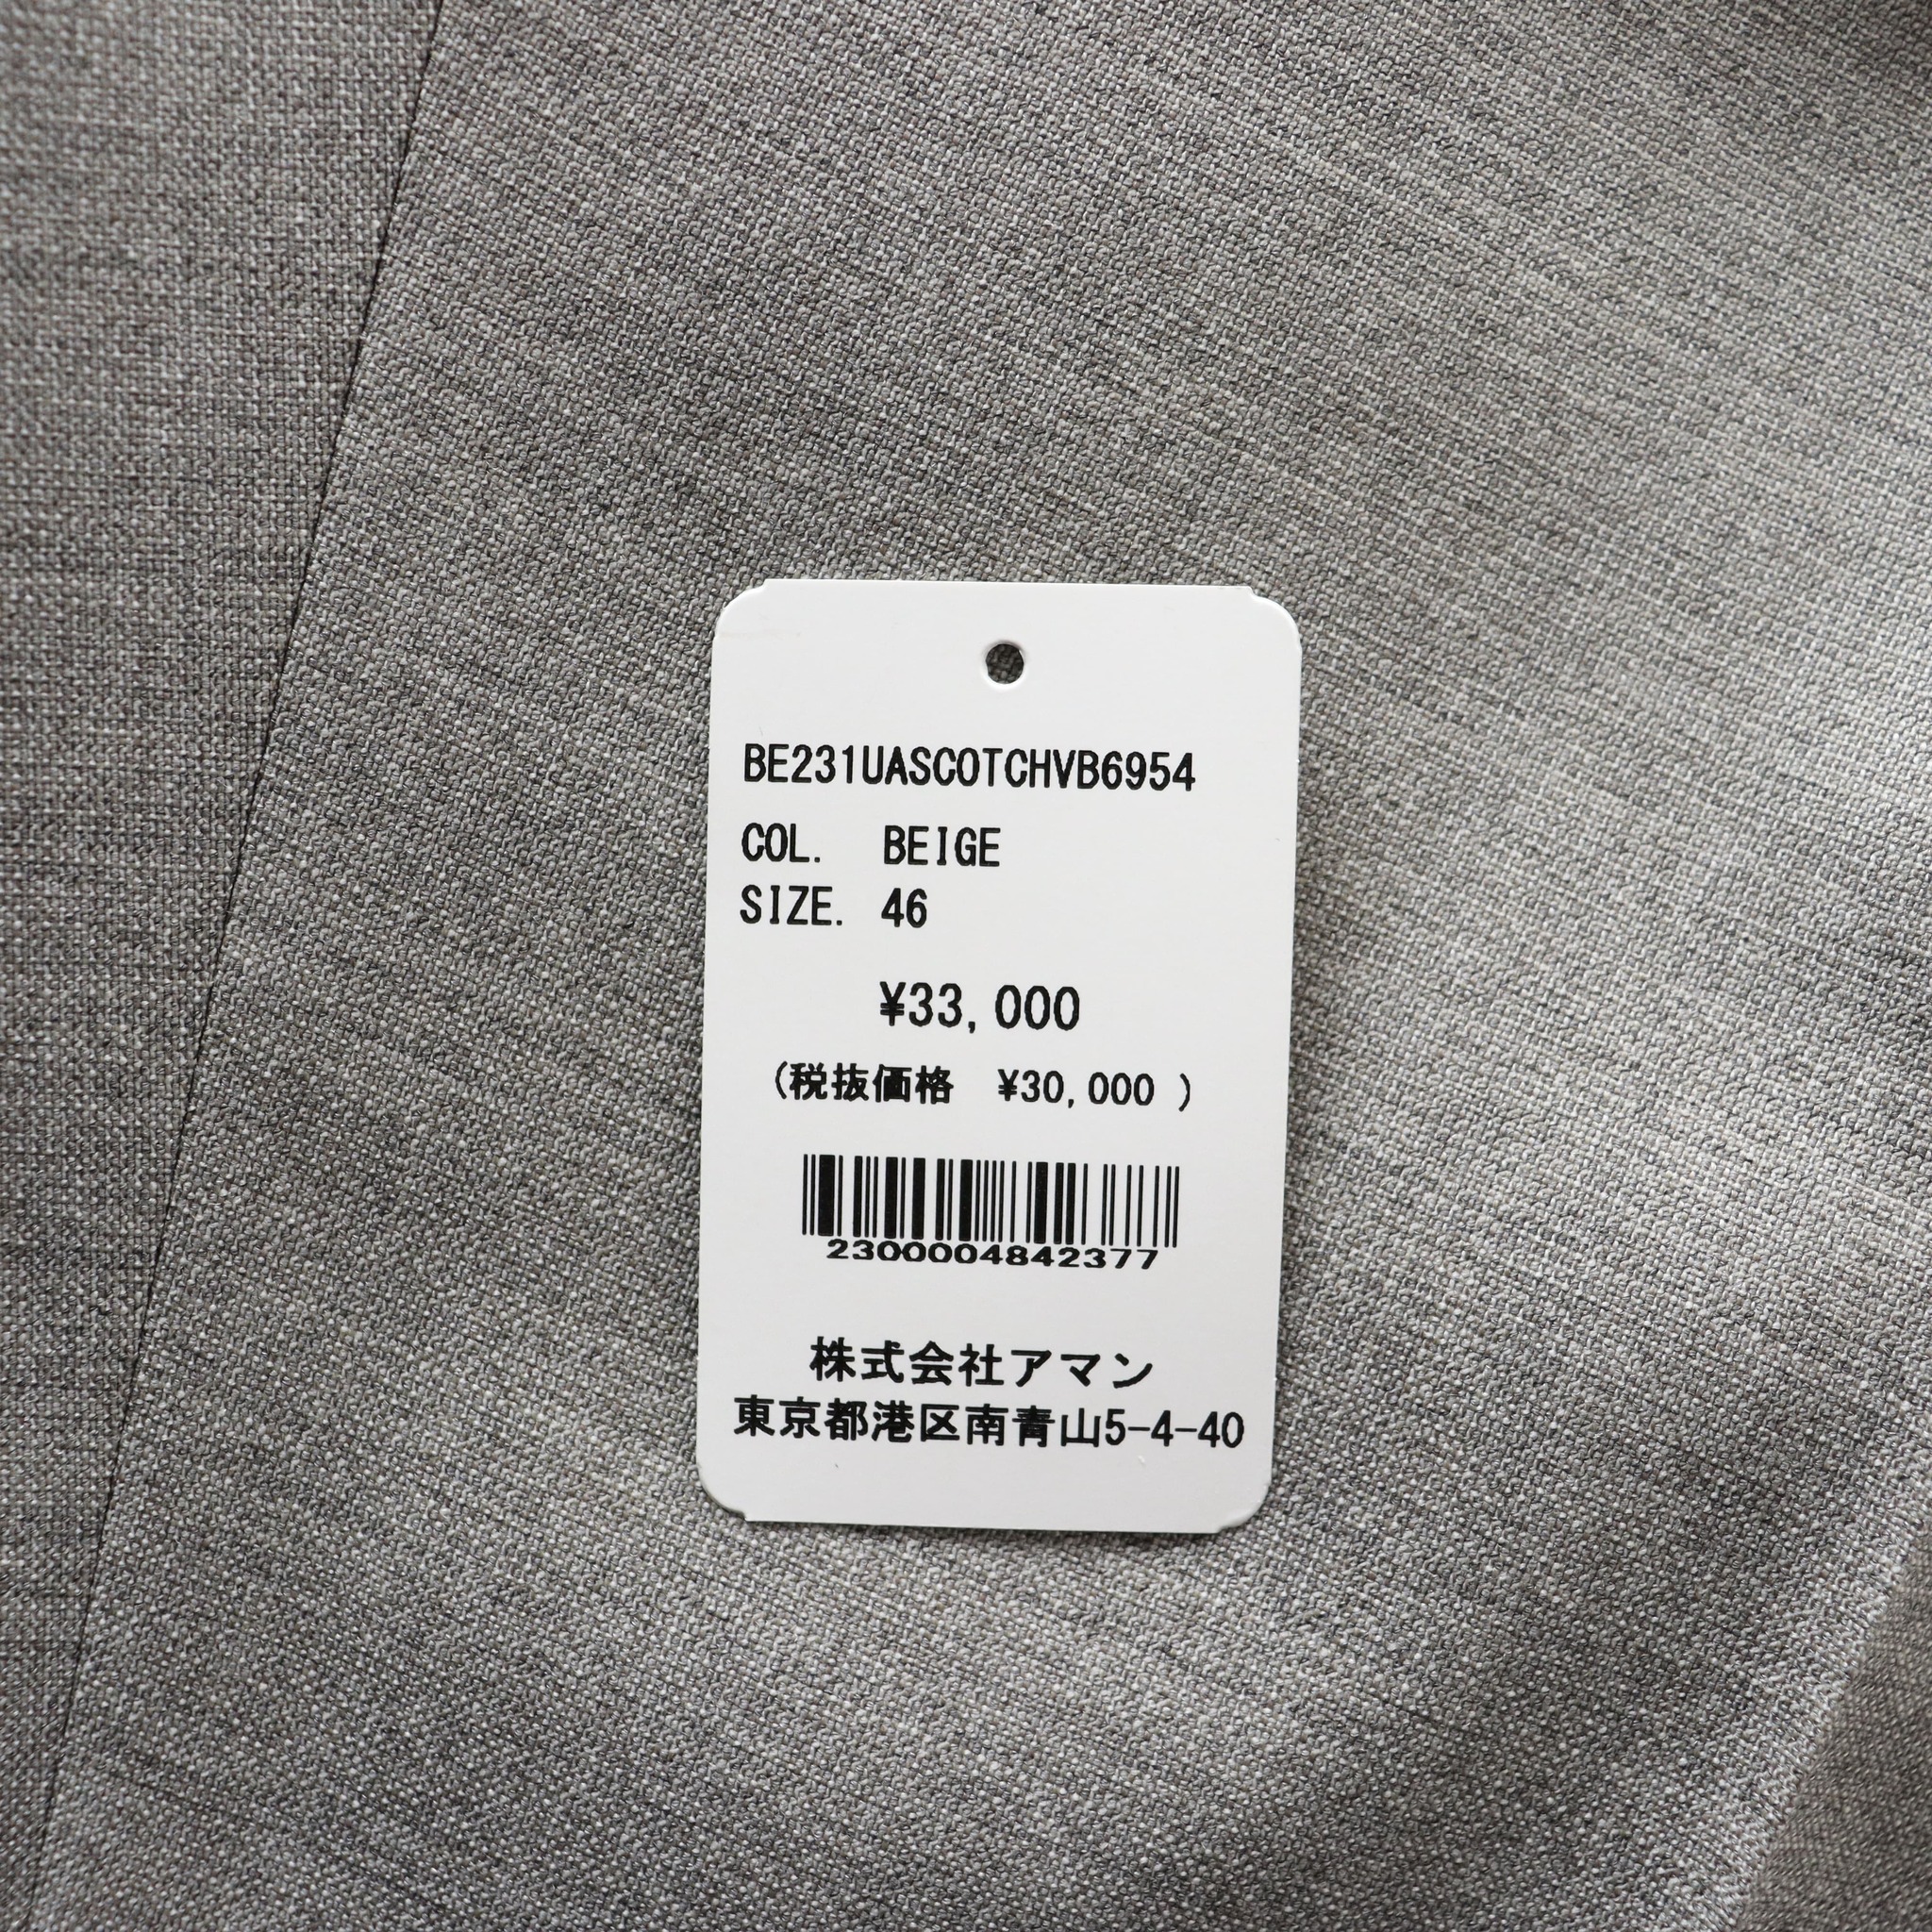 BE231UASCOTCHVB6954
COL. BEIGE
SIZE. 46
¥33,000
(税抜価格 ¥30,000 )
2300004842377
株式会社アマン
東京都港区南青山5-4-40